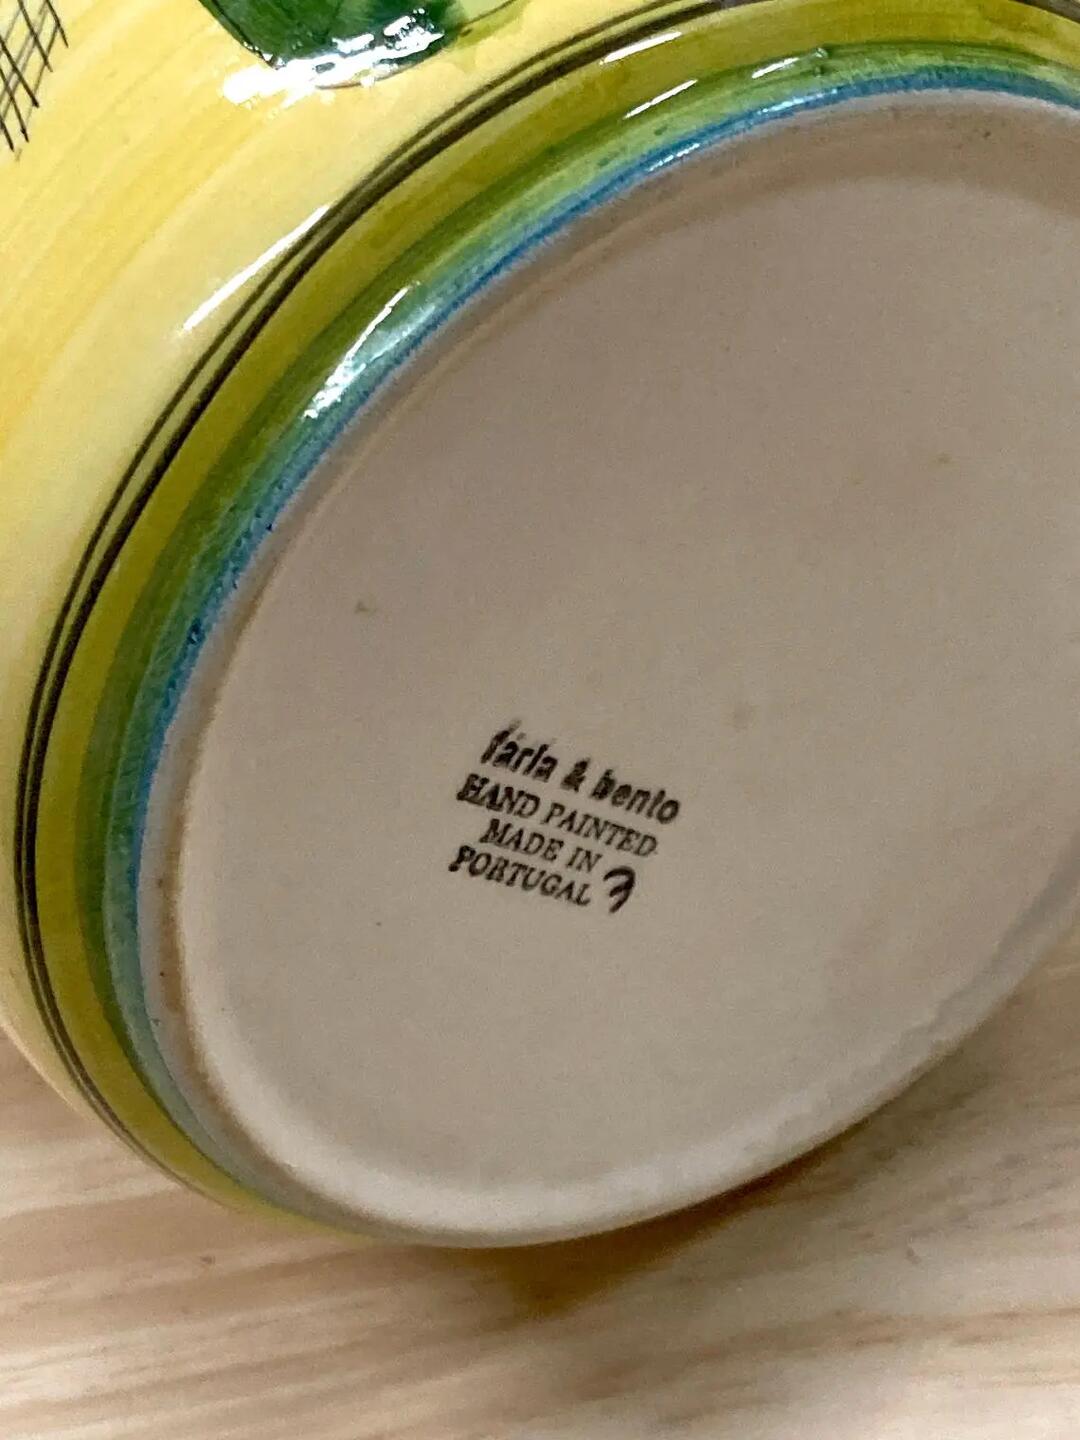 faria & bento
HAND PAINTED
MADE IN
PORTUGAL